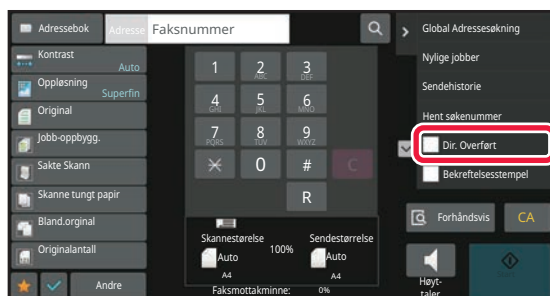 Adressebok
Adresse
Faksnummer
Kontrast
Auto
Oppløsning
Superfin
Original
Jobb-oppbygg.
Sakte Skann
Skanne tungt papir
Bland.orginal
Originalantall
Andre
1
2
ABC
3
DEF
4
GHI
5
JKL
6
MNO
7
PQRS
8
TUV
9
WXYZ
0
#
C
R
Skannestørelse
100%
Sendestørrelse
Auto
A4
Auto
A4
Faksmottakminne:
0%
Global Adressesøkning
Nylige jobber
Sendehistorie
Hent søkenummer
Dir. Overført
Bekreftelsesstempel
Forhåndsvis
CA
Høyt-
taler